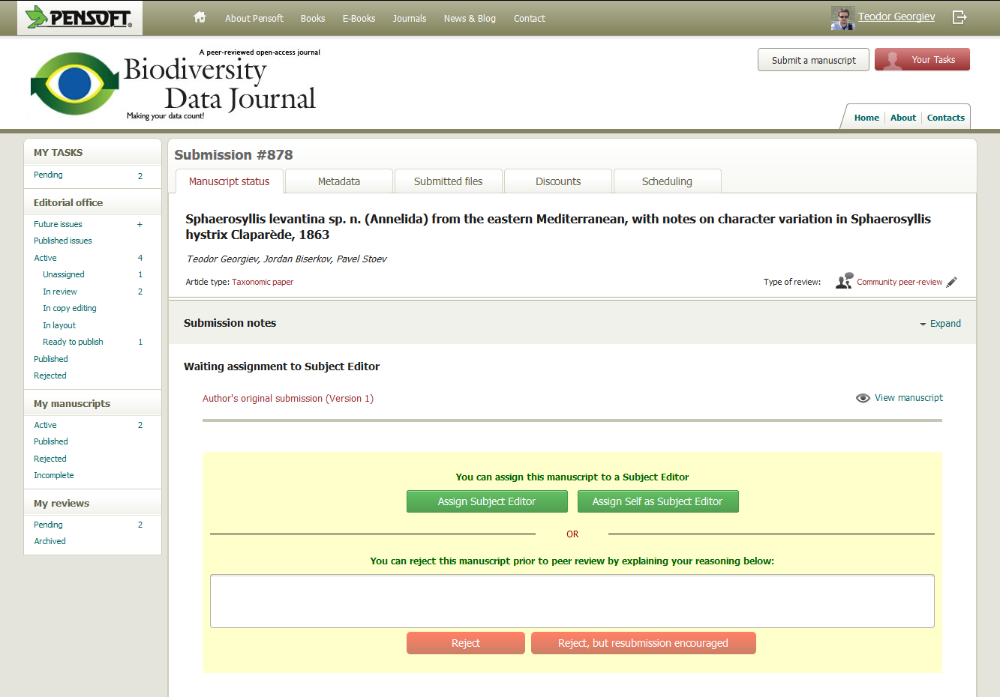 PENSOFT®
About Pensoft
Books
E-Books
Journals
News & Blog
Contact
Teodor Georgiev
A peer-reviewed open-access journal
Biodiversity
Data Journal
Making your data count!
Submit a manuscript
Your Tasks
Home
About
Contacts
MY TASKS
Pending 2
Editorial office
Future issues +
Published issues
Active 4
Unassigned 1
In review 2
In copy editing
In layout
Ready to publish 1
Published
Rejected
My manuscripts
Active 2
Published
Rejected
Incomplete
My reviews
Pending 2
Archived
Submission #878
Manuscript status
Metadata
Submitted files
Discounts
Scheduling
Sphaerosyllis levantina sp. n. (Annelida) from the eastern Mediterranean, with notes on character variation in Sphaerosyllis
hystrix Claparède, 1863
Teodor Georgiev, Jordan Biserkov, Pavel Stoev
Article type: Taxonomic paper
Type of review: Community peer-review
Submission notes
Expand
Waiting assignment to Subject Editor
Author's original submission (Version 1)
View manuscript
You can assign this manuscript to a Subject Editor
Assign Subject Editor
Assign Self as Subject Editor
OR
You can reject this manuscript prior to peer review by explaining your reasoning below:
Reject
Reject, but resubmission encouraged